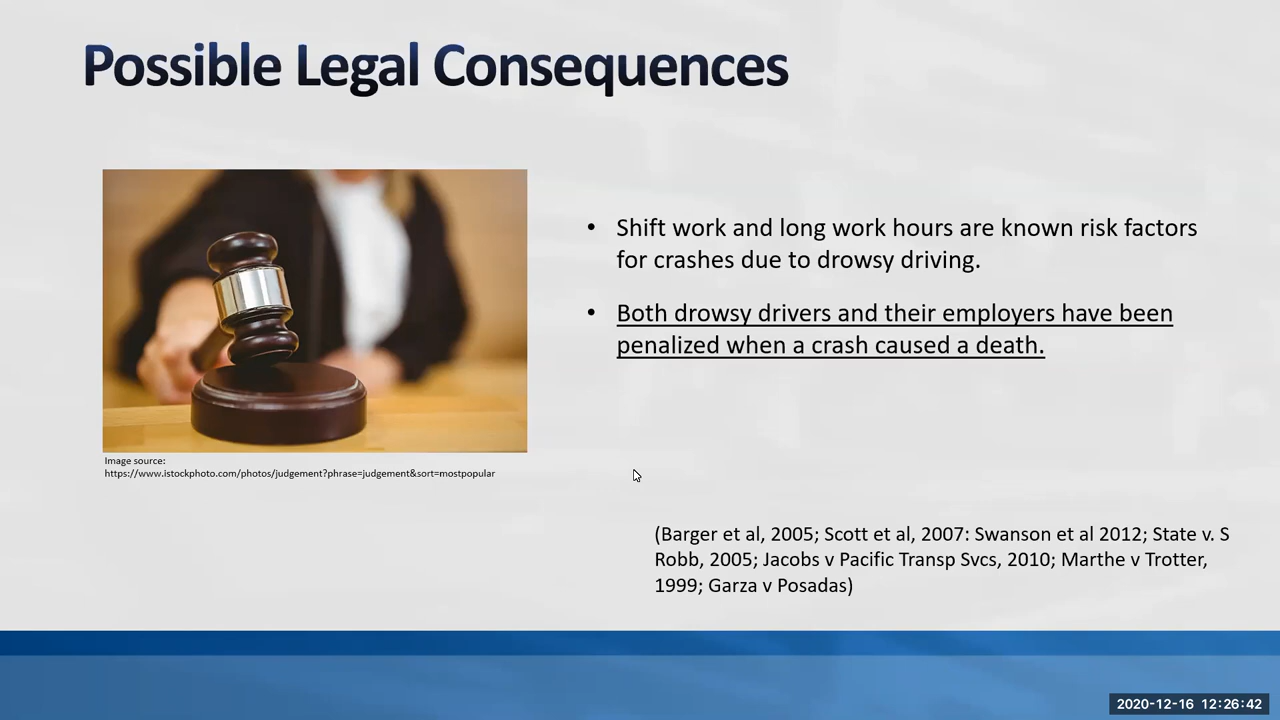 Possible Legal Consequences
• Shift work and long work hours are known risk factors
for crashes due to drowsy driving.
• Both drowsy drivers and their employers have been
penalized when a crash caused a death.
Image source:
https://www.istockphoto.com/photos/judgement?phrase=judgement&sort=mostpopular
(Barger et al, 2005; Scott et al, 2007: Swanson et al 2012; State v. S
Robb, 2005; Jacobs v Pacific Transp Svcs, 2010; Marthe v Trotter,
1999; Garza v Posadas)
2020-12-16 12:26:42